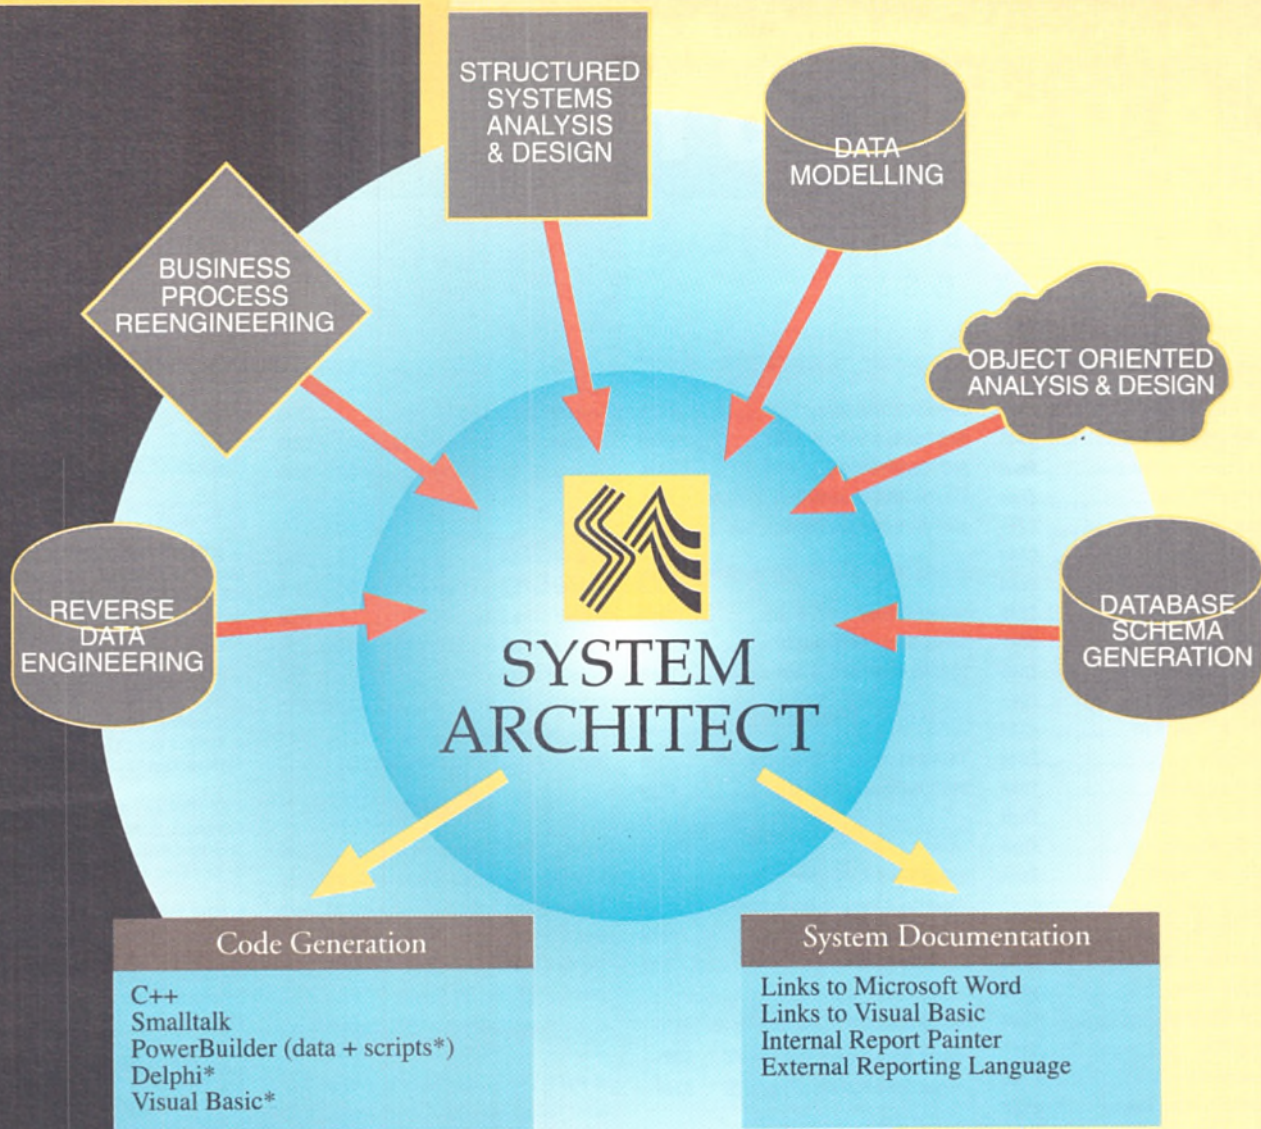 STRUCTURED
SYSTEMS
ANALYSIS
& DESIGN
DATA
MODELLING
BUSINESS
PROCESS
REENGINEERING
OBJECT ORIENTED
ANALYSIS & DESIGN
REVERSE
DATA
ENGINEERING
DATABASE
SCHEMA
GENERATION
SA
SYSTEM
ARCHITECT
Code Generation
C++
Smalltalk
PowerBuilder (data + scripts*)
Delphi*
Visual Basic*
System Documentation
Links to Microsoft Word
Links to Visual Basic
Internal Report Painter
External Reporting Language